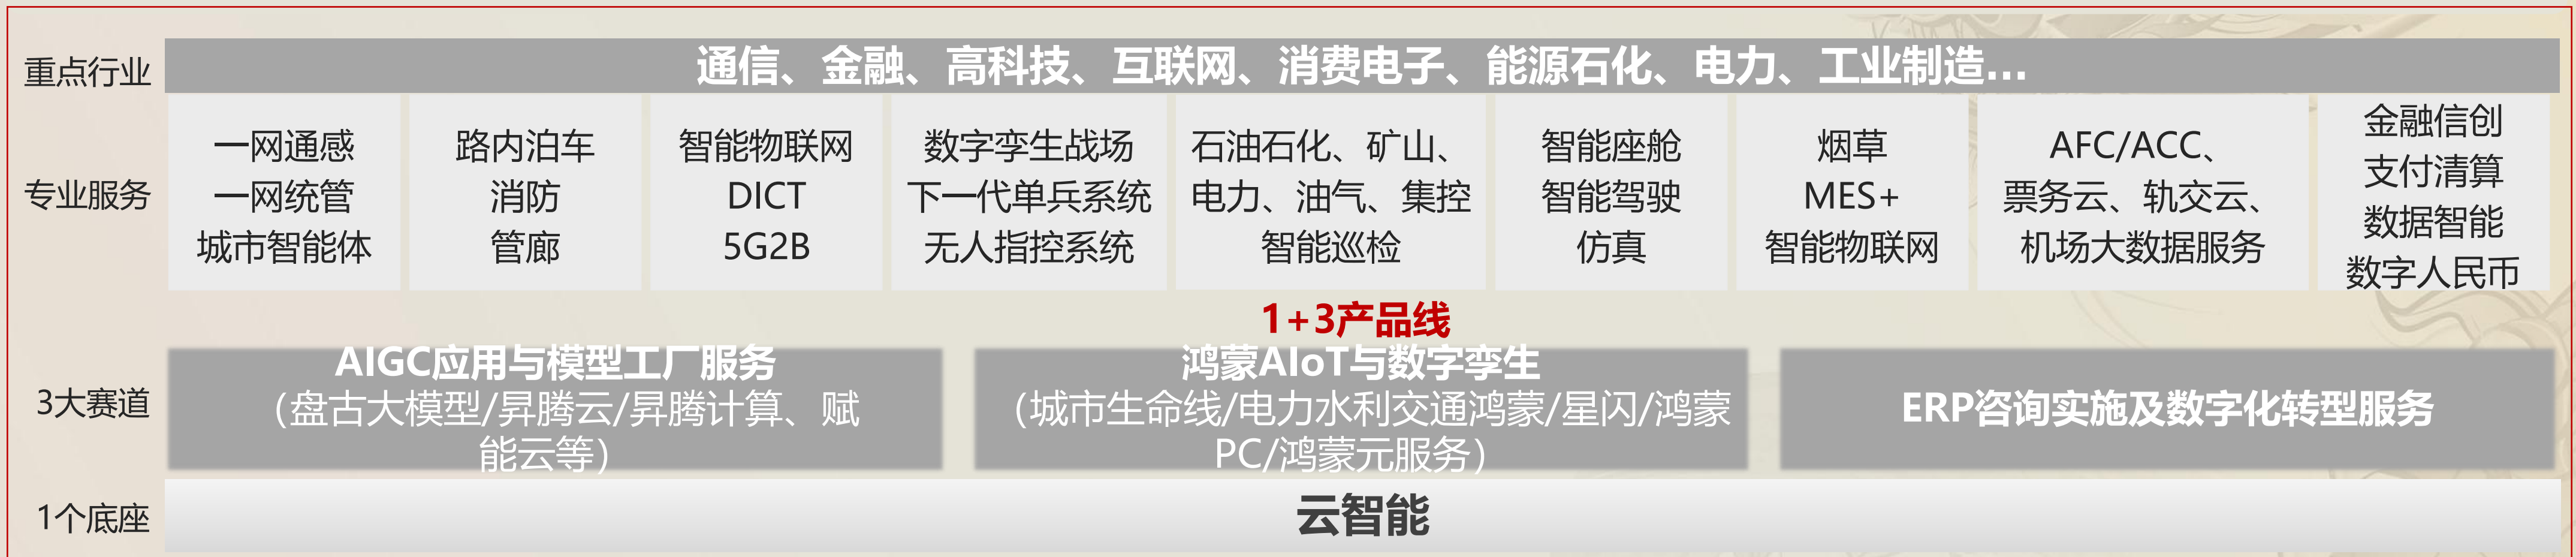 重点行业
通信、金融、高科技、互联网、消费电子、能源石化、电力、工业制造...
专业服务
一网通感
一网统管
城市智能体
路内泊车
消防
管廊
智能物联网
DICT
5G2B
数字孪生战场
下一代单兵系统
无人指控系统
石油石化、矿山、
电力、油气、集控
智能巡检
智能座舱
智能驾驶
仿真
烟草
MES+
智能物联网
AFC/ACC、
票务云、轨交云、
机场大数据服务
金融信创
支付清算
数据智能
数字人民币
1+3产品线
3大赛道
AIGC应用与模型工厂服务
（盘古大模型/昇腾云/昇腾计算、赋
能云等）
鸿蒙AIoT与数字孪生
（城市生命线/电力水利交通鸿蒙/星闪/鸿蒙
PC/鸿蒙元服务）
ERP咨询实施及数字化转型服务
1个底座
云智能